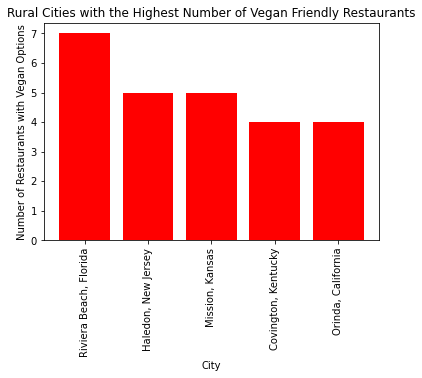 Rural Cities with the Highest Number of Vegan Friendly Restaurants
Number of Restaurants with Vegan Options
7
6
5
4
3
2
1
0
Riviera Beach, Florida
Haledon, New Jersey
Mission, Kansas
Covington, Kentucky
Orinda, California
City